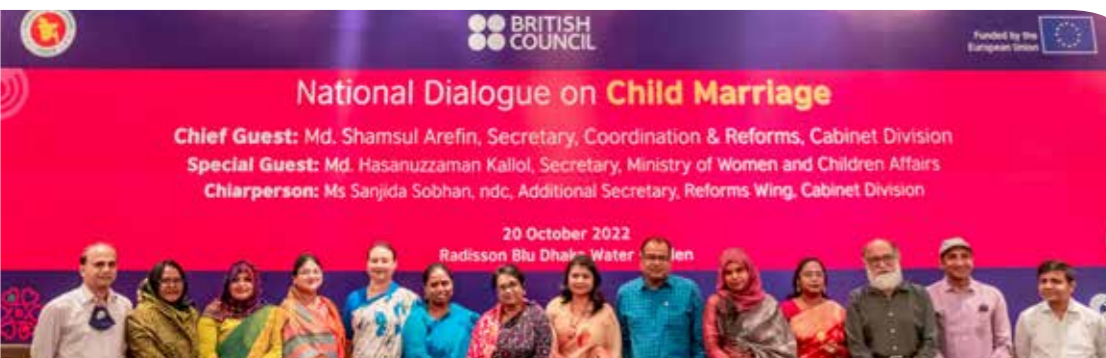 BRITISH
COUNCIL
Funded by the
European Union
National Dialogue on Child Marriage
Chief Guest: Md. Shamsul Arefin, Secretary, Coordination & Reforms, Cabinet Division
Special Guest: Md. Hasanuzzaman Kallol, Secretary, Ministry of Women and Children Affairs
Chiarperson: Ms Sanjida Sobhan, ndc, Additional Secretary, Reforms Wing, Cabinet Division
20 October 2022
Radisson Blu Dhaka Water